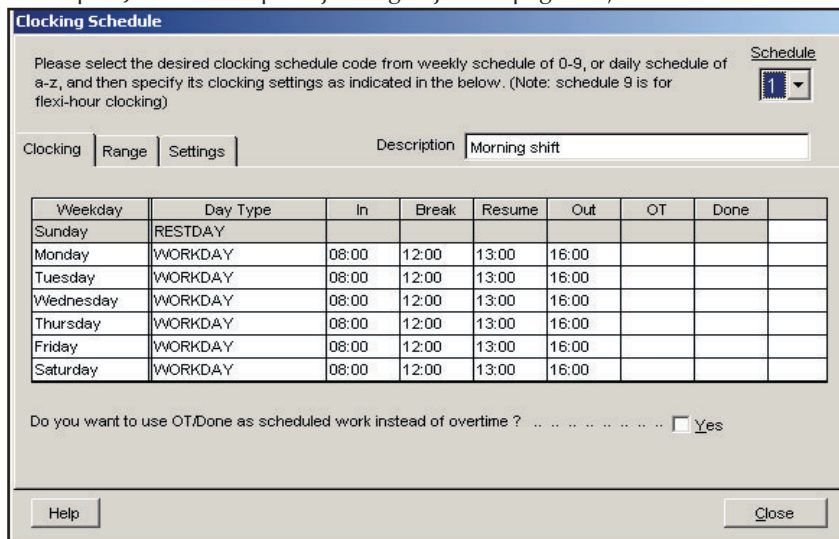 Clocking Schedule
Please select the desired clocking schedule code from weekly schedule of 0-9, or daily schedule of
a-z, and then specify its clocking settings as indicated in the below. (Note: schedule 9 is for
flexi-hour clocking)
Schedule
1
Clocking Range Settings Description Morning shift
Weekday Day Type In Break Resume Out OT Done
Sunday RESTDAY
Monday WORKDAY 08:00 12:00 13:00 16:00
Tuesday WORKDAY 08:00 12:00 13:00 16:00
Wednesday WORKDAY 08:00 12:00 13:00 16:00
Thursday WORKDAY 08:00 12:00 13:00 16:00
Friday WORKDAY 08:00 12:00 13:00 16:00
Saturday WORKDAY 08:00 12:00 13:00 16:00
Do you want to use OT/Done as scheduled work instead of overtime ? .. .. .. .. .. .. .. .. .. Yes
Help Close